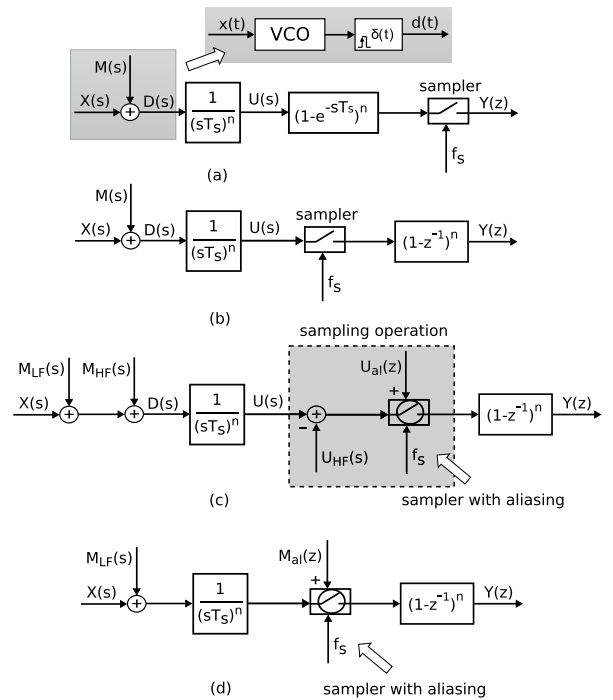 x(t) VCO δ(t) d(t)
M(s)
X(s) + D(s) 1/(sT_S)^n U(s) (1-e^{-sT_s})^n sampler Y(z)
f_S
(a)
M(s)
X(s) + D(s) 1/(sT_S)^n U(s) sampler (1-z^{-1})^n Y(z)
f_S
(b)
sampling operation
M_LF(s) M_HF(s) U_al(z)
X(s) + + D(s) 1/(sT_S)^n U(s) + − + (1-z^{-1})^n Y(z)
U_HF(s) f_S
(c)
sampler with aliasing
M_LF(s) M_al(z)
X(s) + 1/(sT_S)^n + (1-z^{-1})^n Y(z)
f_S
(d)
sampler with aliasing